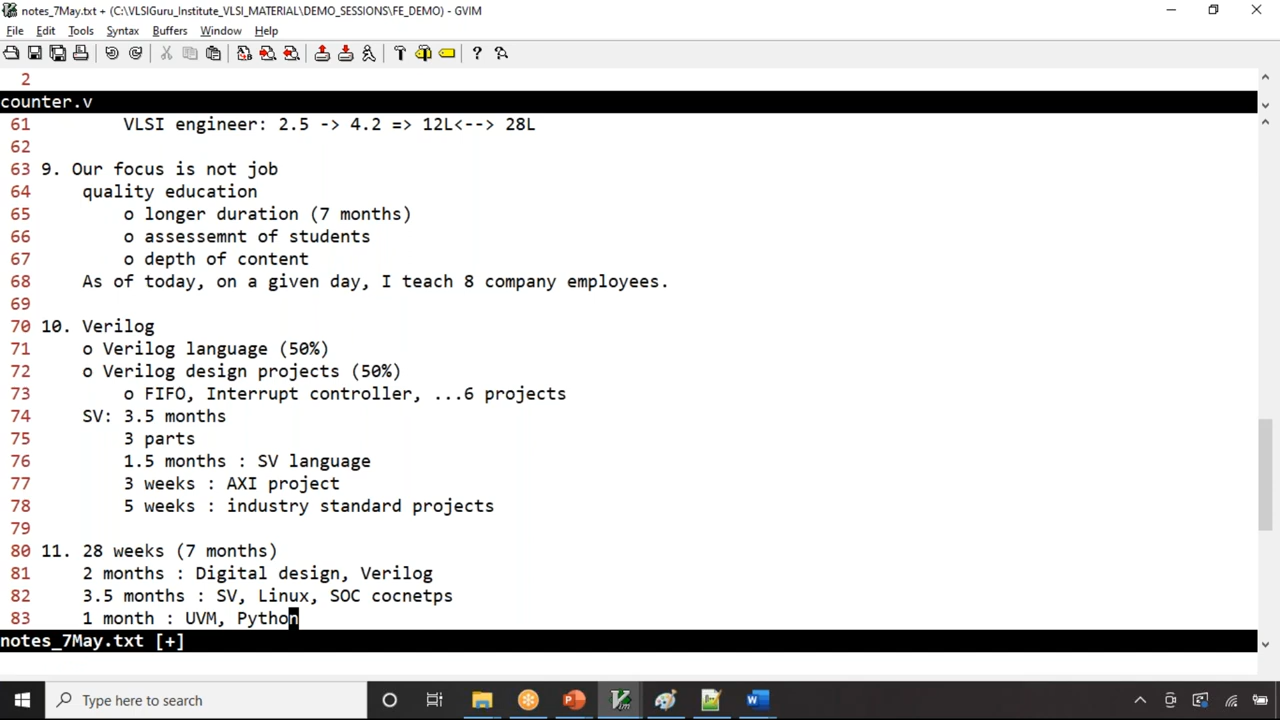 notes_7May.txt + (C:\VLSIGuru_Institute_VLSI_MATERIAL\DEMO_SESSIONS\FE_DEMO) - GVIM
File Edit Tools Syntax Buffers Window Help
2
counter.v
61 VLSI engineer: 2.5 -> 4.2 => 12L<--> 28L
62
63 9. Our focus is not job
64 quality education
65 o longer duration (7 months)
66 o assessemnt of students
67 o depth of content
68 As of today, on a given day, I teach 8 company employees.
69
70 10. Verilog
71 o Verilog language (50%)
72 o Verilog design projects (50%)
73 o FIFO, Interrupt controller, ...6 projects
74 SV: 3.5 months
75 3 parts
76 1.5 months : SV language
77 3 weeks : AXI project
78 5 weeks : industry standard projects
79
80 11. 28 weeks (7 months)
81 2 months : Digital design, Verilog
82 3.5 months : SV, Linux, SOC cocnetps
83 1 month : UVM, Python
notes_7May.txt [+]
Type here to search